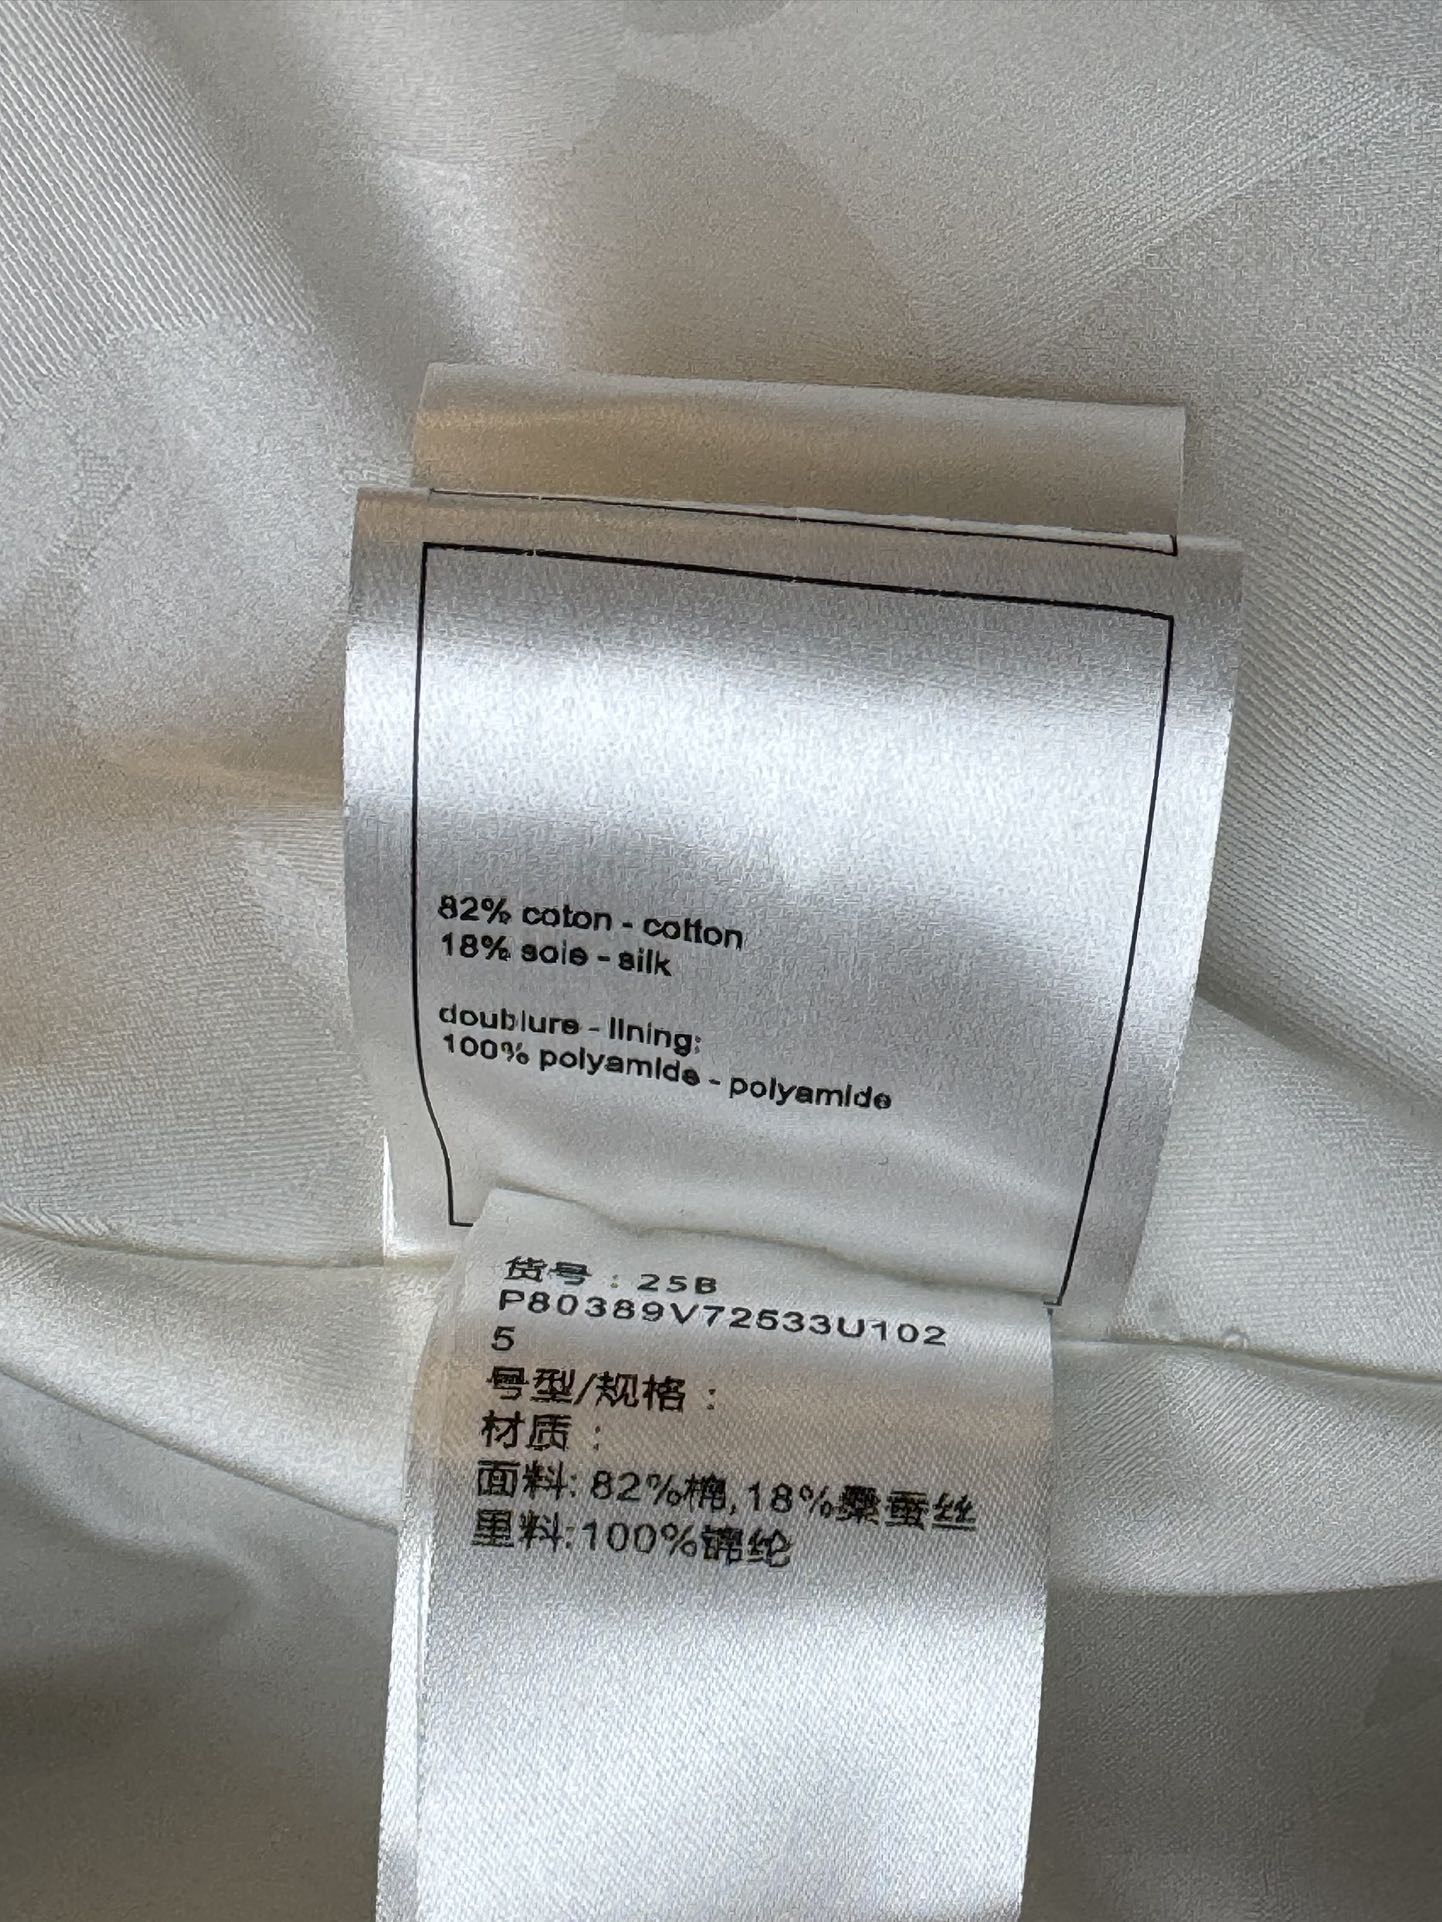 82% coton - cotton
18% soie - silk
doublure - lining:
100% polyamide - polyamide
货号：25B
P80389V72533U102
5
号型/规格：
材质：
面料: 82%棉,18%桑蚕丝
里料:100%锦纶